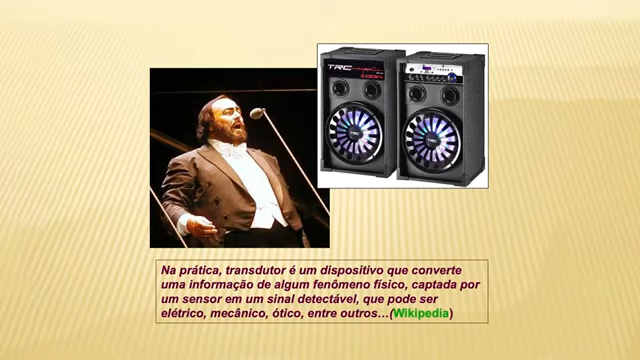 TRC
Na prática, transdutor é um dispositivo que converte
uma informação de algum fenômeno físico, captada por
um sensor em um sinal detectável, que pode ser
elétrico, mecânico, ótico, entre outros…(Wikipedia)